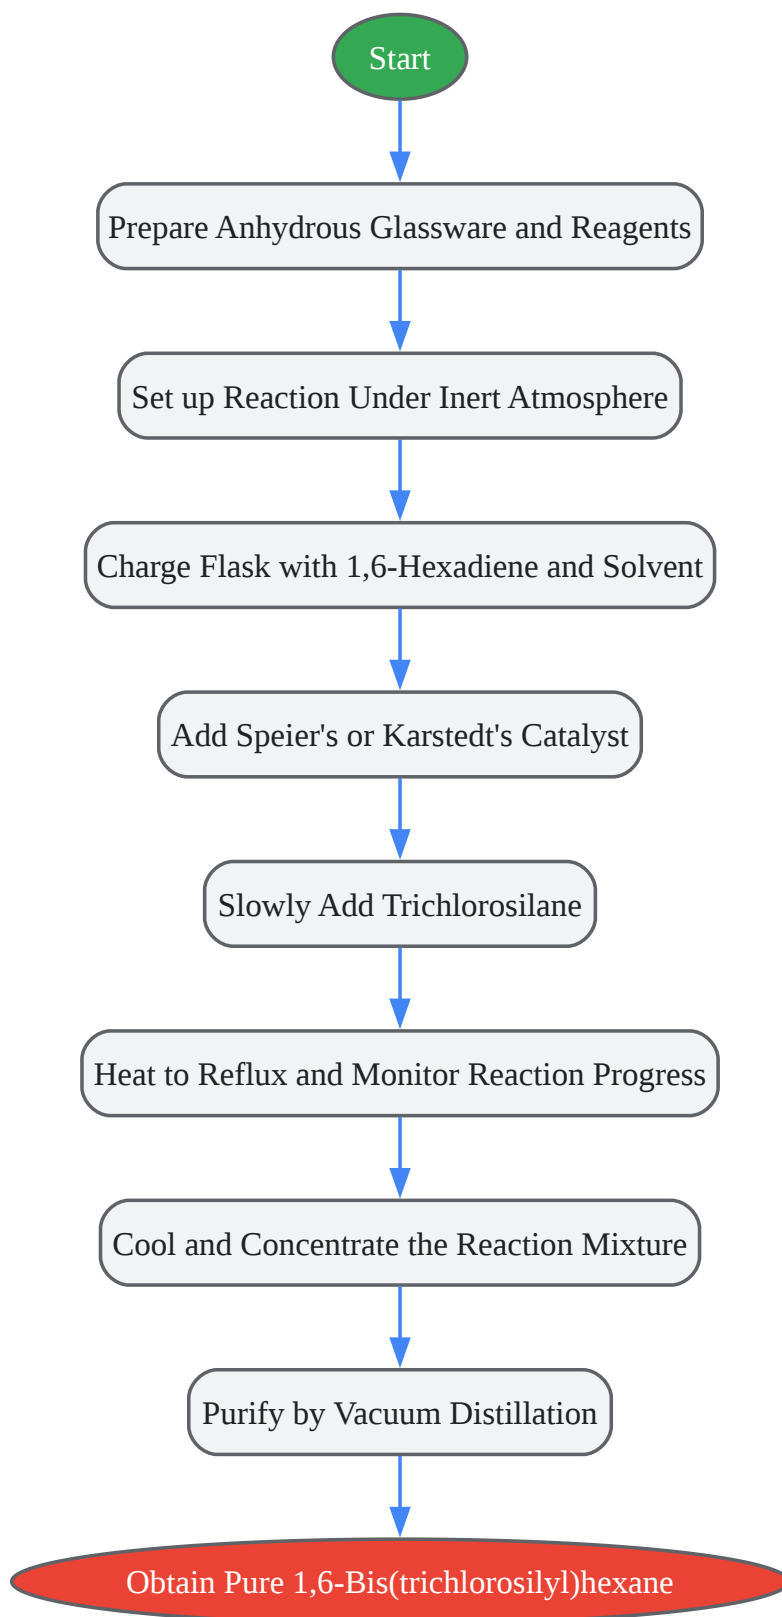 Start
Prepare Anhydrous Glassware and Reagents
Set up Reaction Under Inert Atmosphere
Charge Flask with 1,6-Hexadiene and Solvent
Add Speier's or Karstedt's Catalyst
Slowly Add Trichlorosilane
Heat to Reflux and Monitor Reaction Progress
Cool and Concentrate the Reaction Mixture
Purify by Vacuum Distillation
Obtain Pure 1,6-Bis(trichlorosilyl)hexane